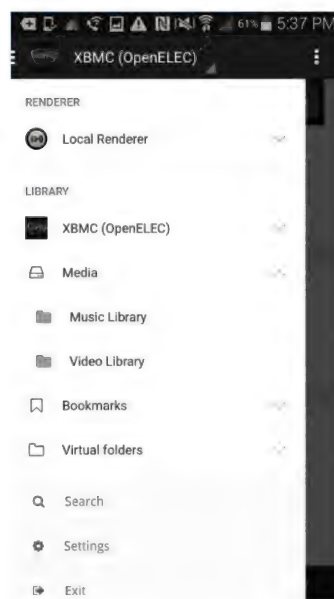 61% 5:37 PM
XBMC (OpenELEC)
RENDERER
Local Renderer
LIBRARY
XBMC (OpenELEC)
Media
Music Library
Video Library
Bookmarks
Virtual folders
Search
Settings
Exit